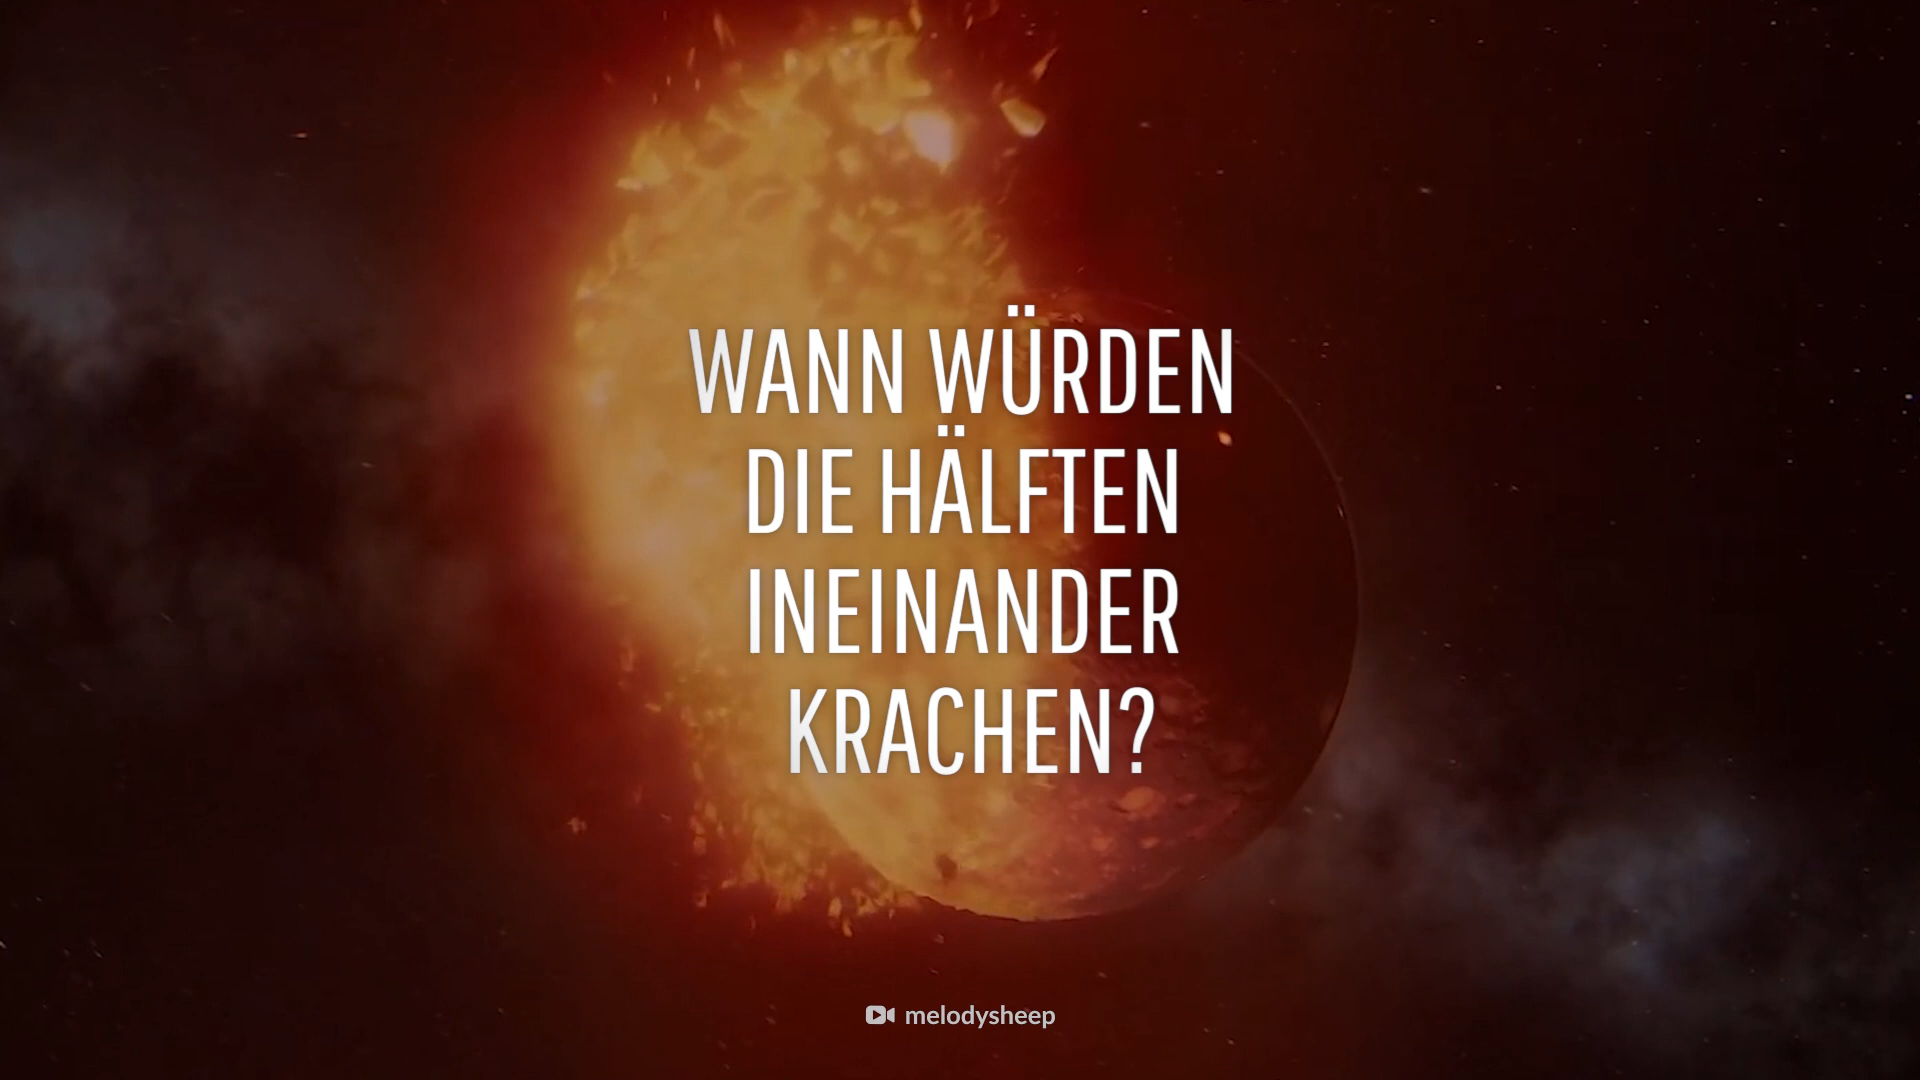 WANN WÜRDEN
DIE HÄLFTEN
INEINANDER
KRACHEN?
melodysheep